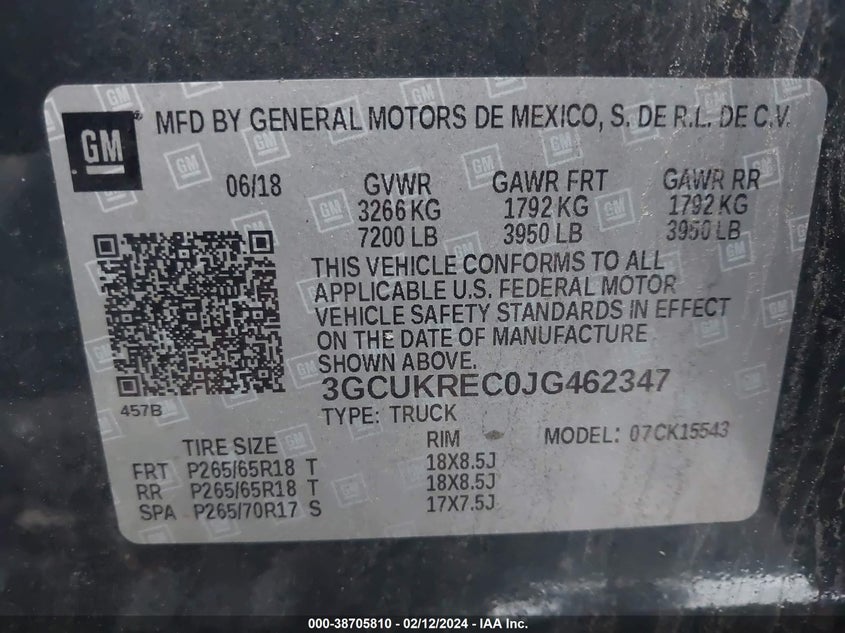 GM
MFD BY GENERAL MOTORS DE MEXICO, S. DE R.L. DE C.V.
06/18 GVWR GAWR FRT GAWR RR
3266 KG 1792 KG 1792 KG
7200 LB 3950 LB 3950 LB
THIS VEHICLE CONFORMS TO ALL
APPLICABLE U.S. FEDERAL MOTOR
VEHICLE SAFETY STANDARDS IN EFFECT
ON THE DATE OF MANUFACTURE
SHOWN ABOVE.
3GCUKREC0JG462347
457B
TYPE: TRUCK
TIRE SIZE RIM MODEL: 07CK15543
FRT P265/65R18 T 18X8.5J
RR P265/65R18 T 18X8.5J
SPA P265/70R17 S 17X7.5J
000-38705810 - 02/12/2024 - IAA Inc.